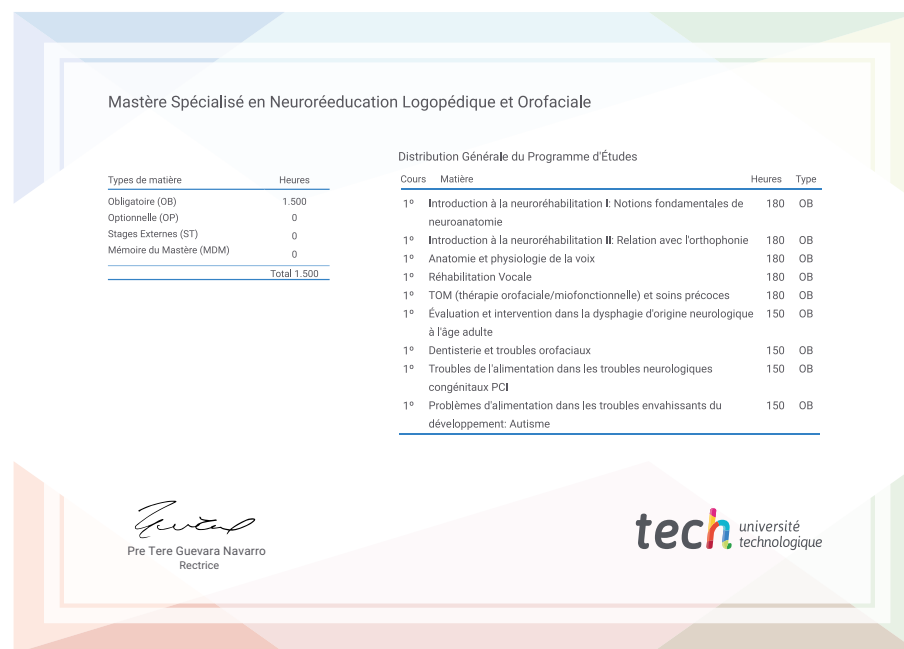 Mastère Spécialisé en Neuroréeducation Logopédique et Orofaciale
Types de matière Heures
Obligatoire (OB) 1.500
Optionnelle (OP) 0
Stages Externes (ST) 0
Mémoire du Mastère (MDM) 0
Total 1.500
Distribution Générale du Programme d'Études
Cours Matière Heures Type
1º Introduction à la neuroréhabilitation I: Notions fondamentales de 180 OB
neuroanatomie
1º Introduction à la neuroréhabilitation II: Relation avec l'orthophonie 180 OB
1º Anatomie et physiologie de la voix 180 OB
1º Réhabilitation Vocale 180 OB
1º TOM (thérapie orofaciale/miofonctionnelle) et soins précoces 180 OB
1º Évaluation et intervention dans la dysphagie d'origine neurologique 150 OB
à l'âge adulte
1º Dentisterie et troubles orofaciaux 150 OB
1º Troubles de l'alimentation dans les troubles neurologiques 150 OB
congénitaux PCI
1º Problèmes d'alimentation dans les troubles envahissants du 150 OB
développement: Autisme
Pre Tere Guevara Navarro
Rectrice
tech université
technologique